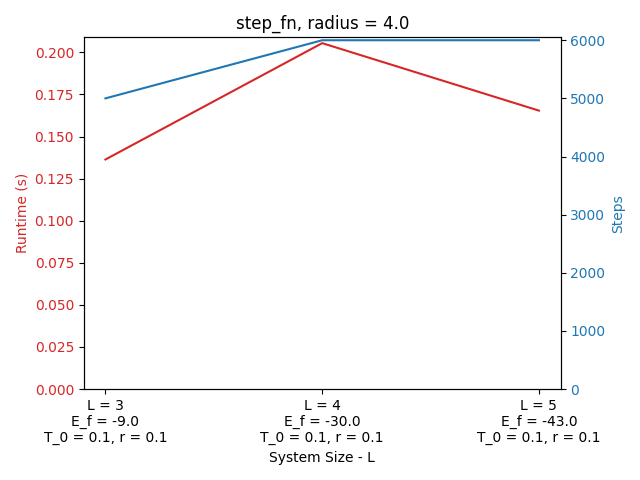 step_fn, radius = 4.0
0.200
0.175
0.150
0.125
0.100
0.075
0.050
0.025
0.000
Runtime (s)
6000
5000
4000
3000
2000
1000
0
Steps
L = 3
E_f = -9.0
T_0 = 0.1, r = 0.1
L = 4
E_f = -30.0
T_0 = 0.1, r = 0.1
L = 5
E_f = -43.0
T_0 = 0.1, r = 0.1
System Size - L